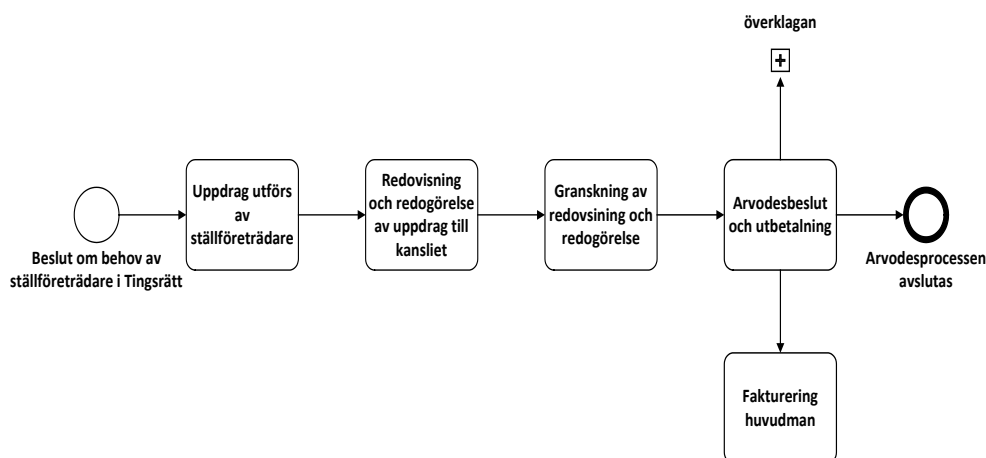 överklagan
Beslut om behov av
ställföreträdare i Tingsrätt
Uppdrag utförs
av
ställföreträdare
Redovisning
och redogörelse
av uppdrag till
kansliet
Granskning av
redovsining och
redogörelse
Arvodesbeslut
och utbetalning
Arvodesprocessen
avslutas
Fakturering
huvudman